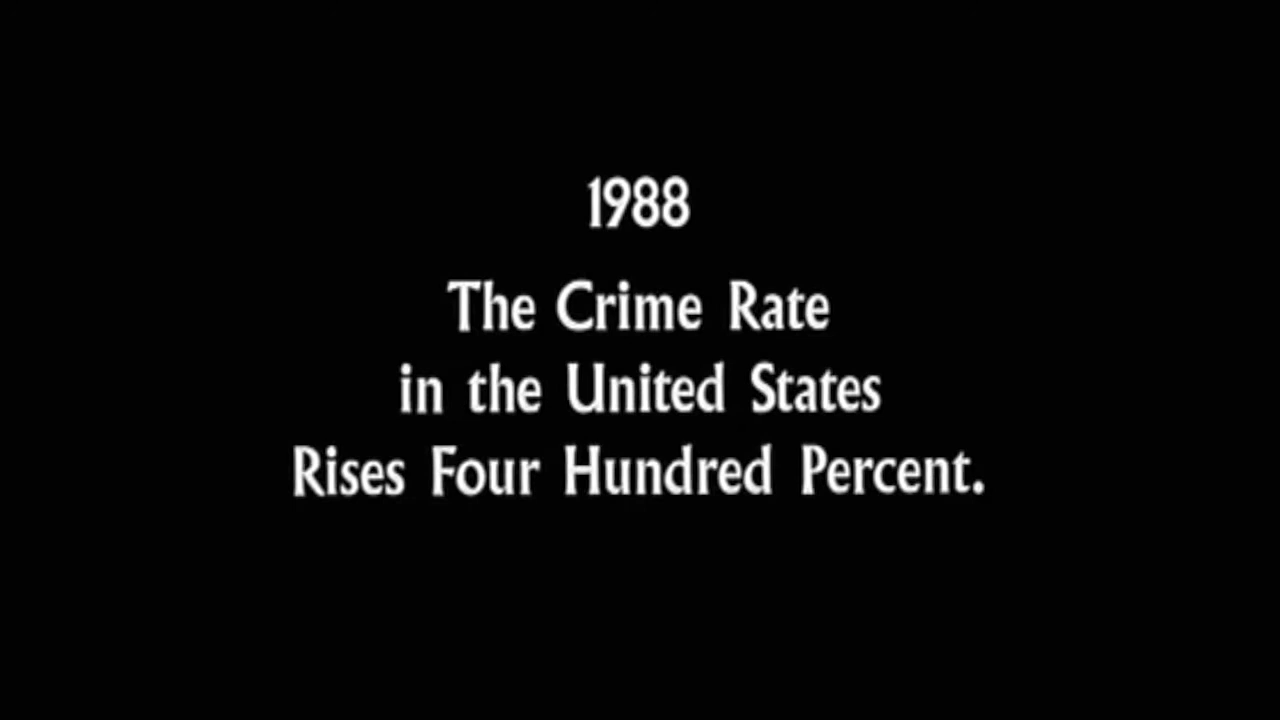 1988
The Crime Rate
in the United States
Rises Four Hundred Percent.